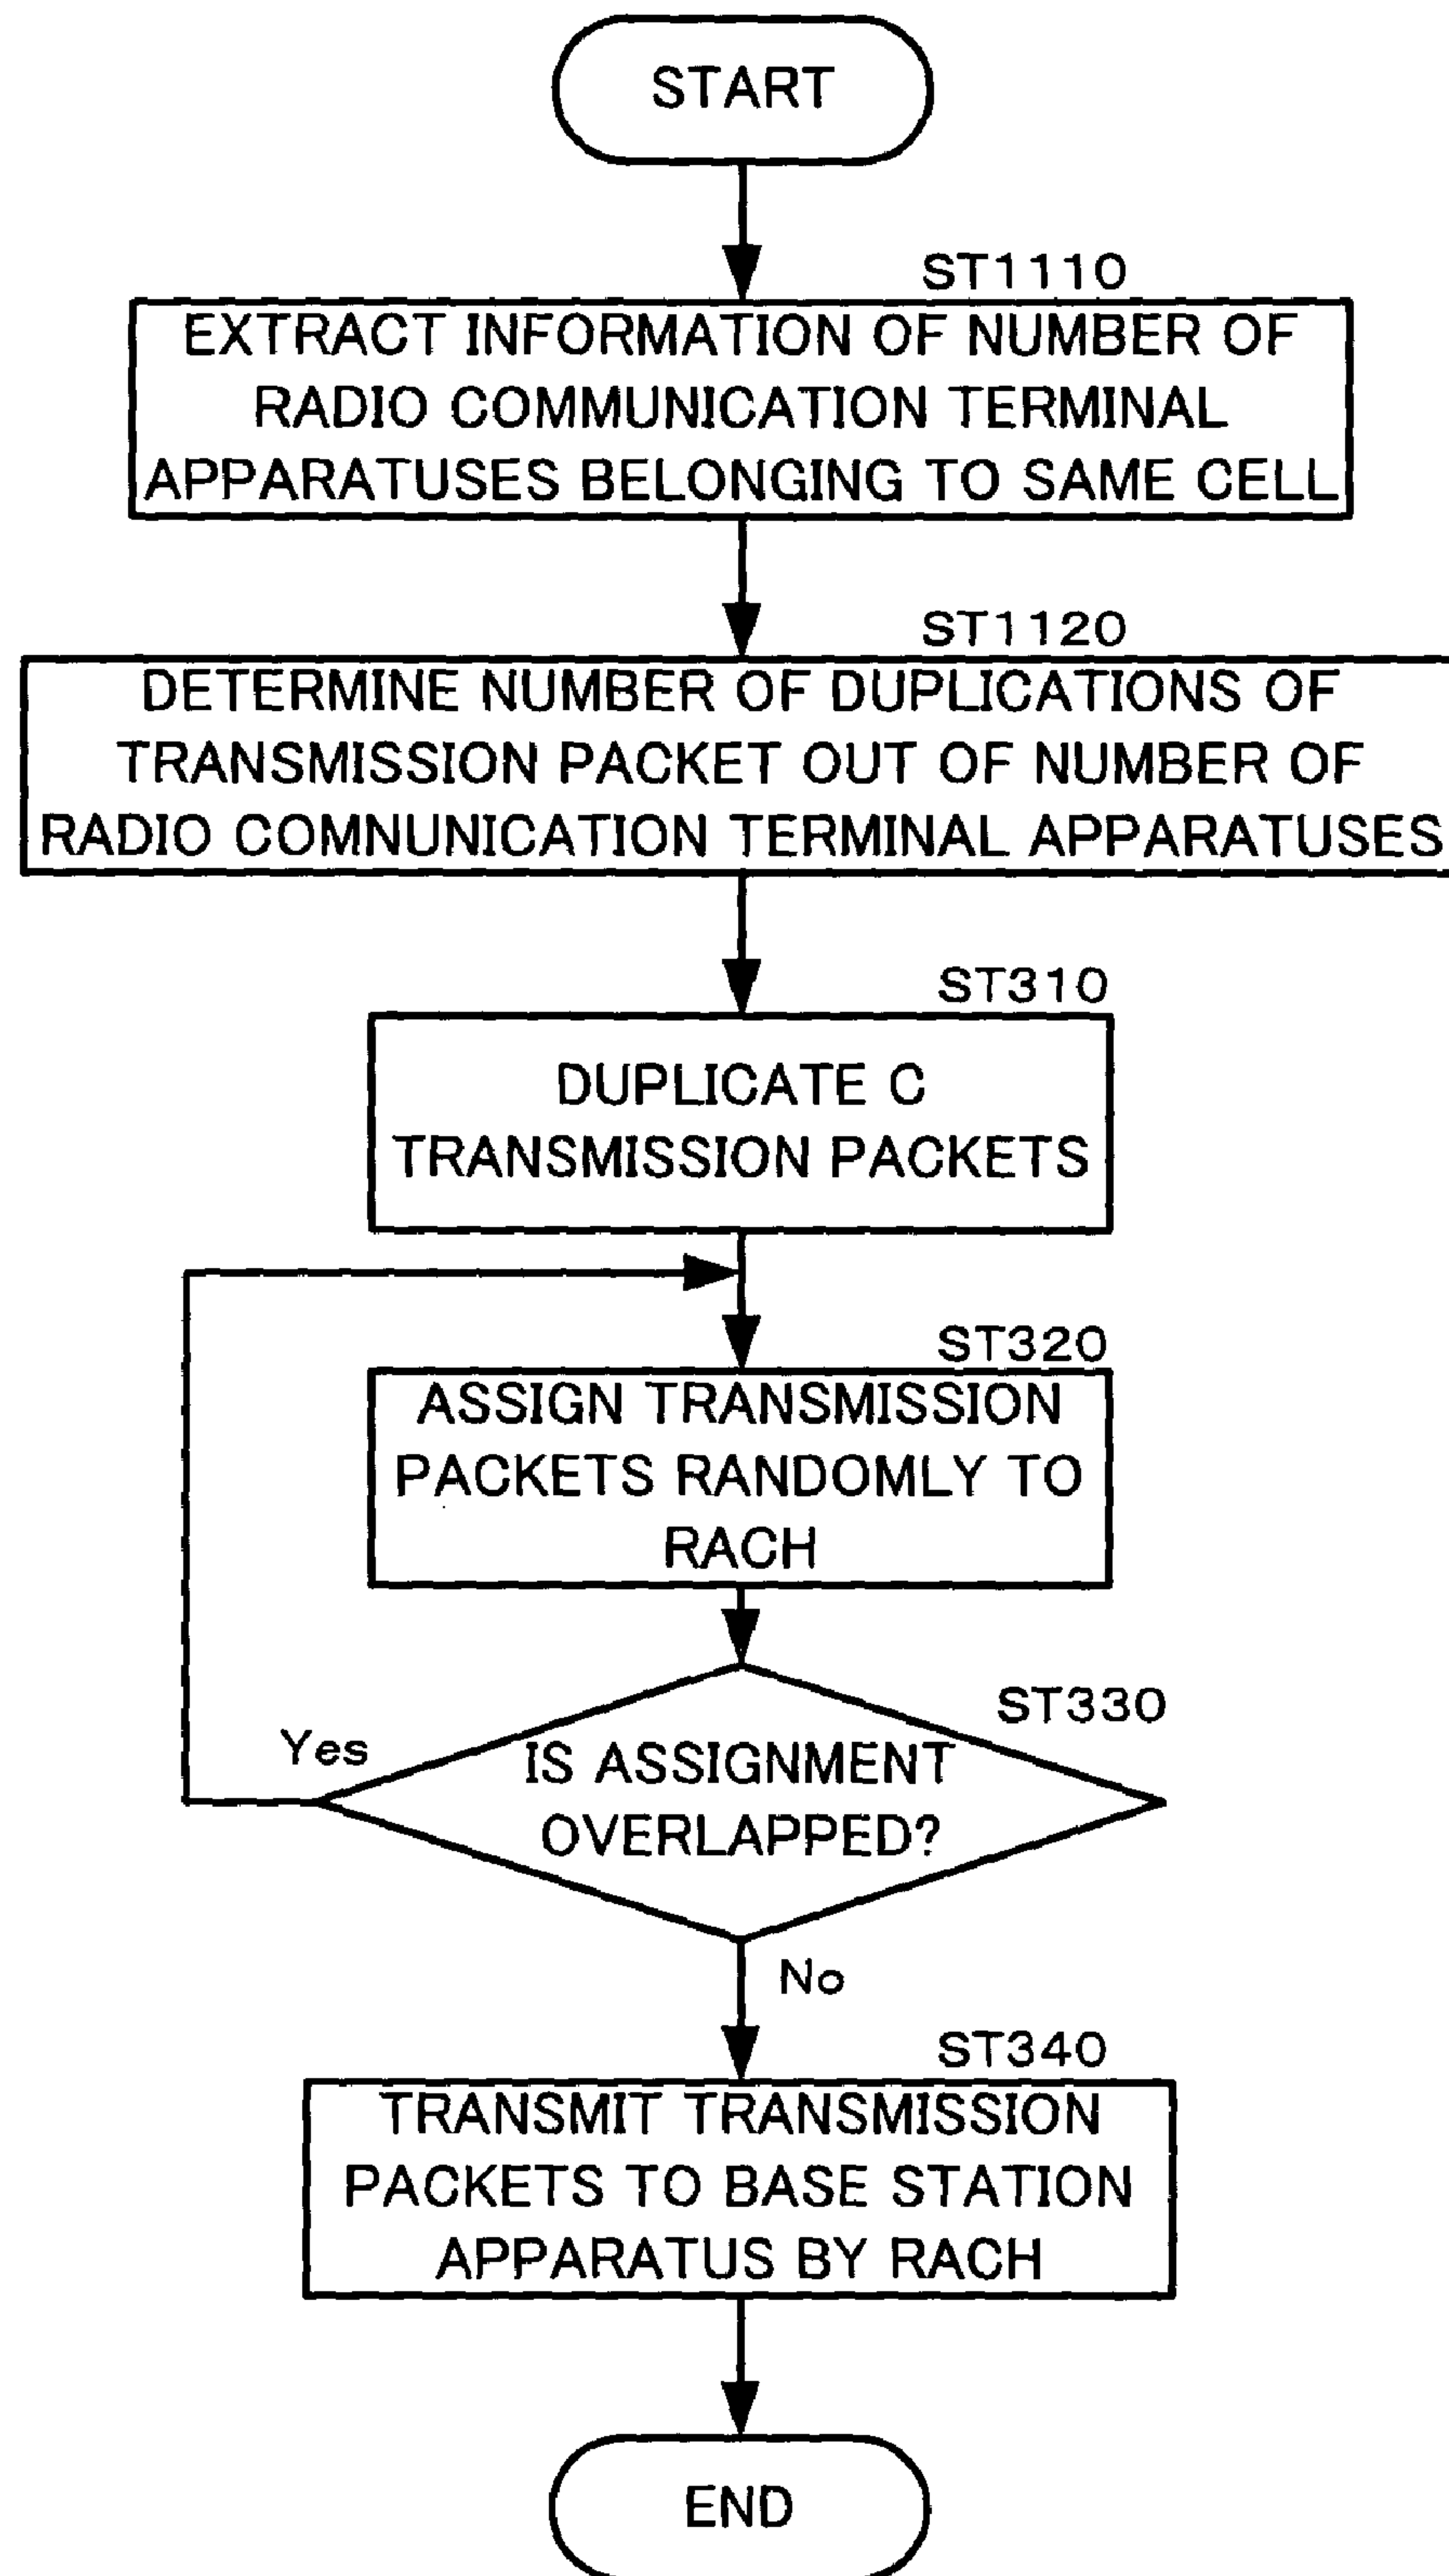 START
ST1110
EXTRACT INFORMATION OF NUMBER OF
RADIO COMMUNICATION TERMINAL
APPARATUSES BELONGING TO SAME CELL
ST1120
DETERMINE NUMBER OF DUPLICATIONS OF
TRANSMISSION PACKET OUT OF NUMBER OF
RADIO COMNUNICATION TERMINAL APPARATUSES
ST310
DUPLICATE C
TRANSMISSION PACKETS
ST320
ASSIGN TRANSMISSION
PACKETS RANDOMLY TO
RACH
ST330
Yes
IS ASSIGNMENT
OVERLAPPED?
No
ST340
TRANSMIT TRANSMISSION
PACKETS TO BASE STATION
APPARATUS BY RACH
END